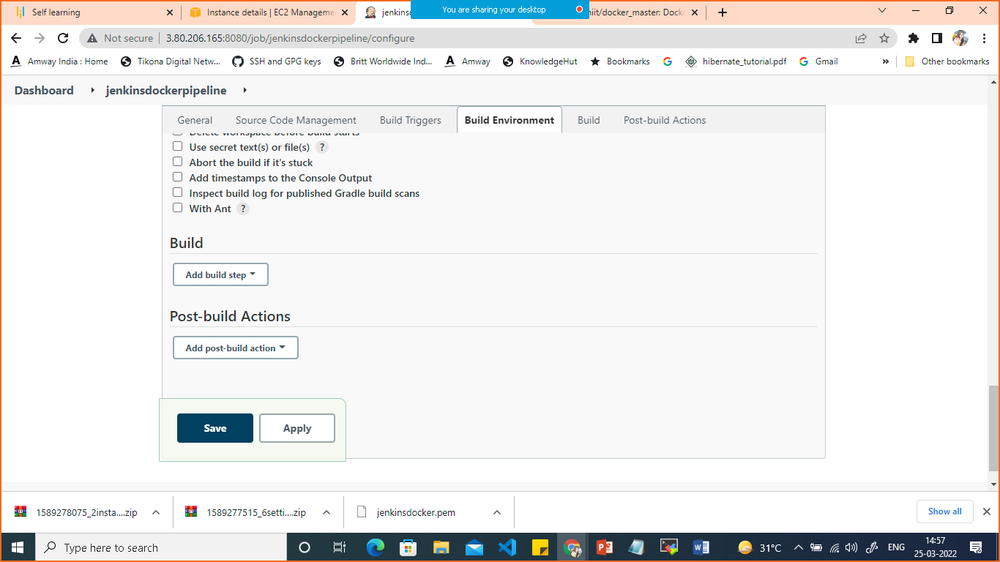 Self learning
Instance details | EC2 Manageme
jenkins
You are sharing your desktop
niit/docker_master: Docke
Not secure
3.80.206.165:8080/job/jenkinsdockerpipeline/configure
Amway India : Home
Tikona Digital Netw...
SSH and GPG keys
Britt Worldwide Ind...
Amway
KnowledgeHut
Bookmarks
hibernate_tutorial.pdf
Gmail
»
Other bookmarks
Dashboard
jenkinsdockerpipeline
General
Source Code Management
Build Triggers
Build Environment
Build
Post-build Actions
Delete workspace before build starts
Use secret text(s) or file(s) ?
Abort the build if it's stuck
Add timestamps to the Console Output
Inspect build log for published Gradle build scans
With Ant ?
Build
Add build step
Post-build Actions
Add post-build action
Save
Apply
1589278075_2insta....zip
1589277515_6setti....zip
jenkinsdocker.pem
Show all
Type here to search
31°C
ENG
14:57
25-03-2022